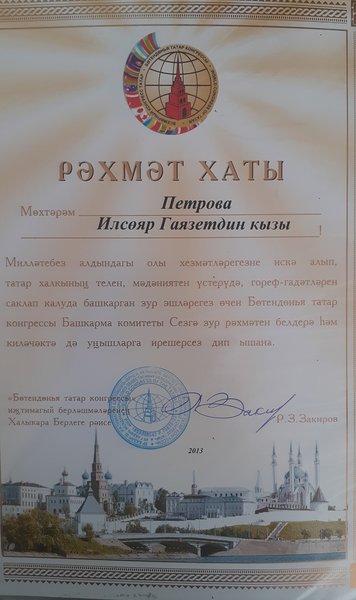 РӘХМӘТ ХАТЫ
Петрова
Мөхтәрәм
Илсөяр Гаязетдин кызы !
Милләтебез алдындагы олы хезмәтләрегезне искә алып,
татар халкының телен, мәдәниятен үстерүдә, гореф-гадәтләрен
саклап калуда башкарган зур эшләрегез өчен Бөтендөнья татар
конгрессы Башкарма комитеты Сезгә зур рәхмәтен белдерә һәм
киләчәктә дә уңышларга ирешерсез дип ышана.
«Бөтендөнья татар конгрессы»
иҗтимагый берләшмәләренең
Халыкара Берлеге рәисе
Р.З.Закиров
2013